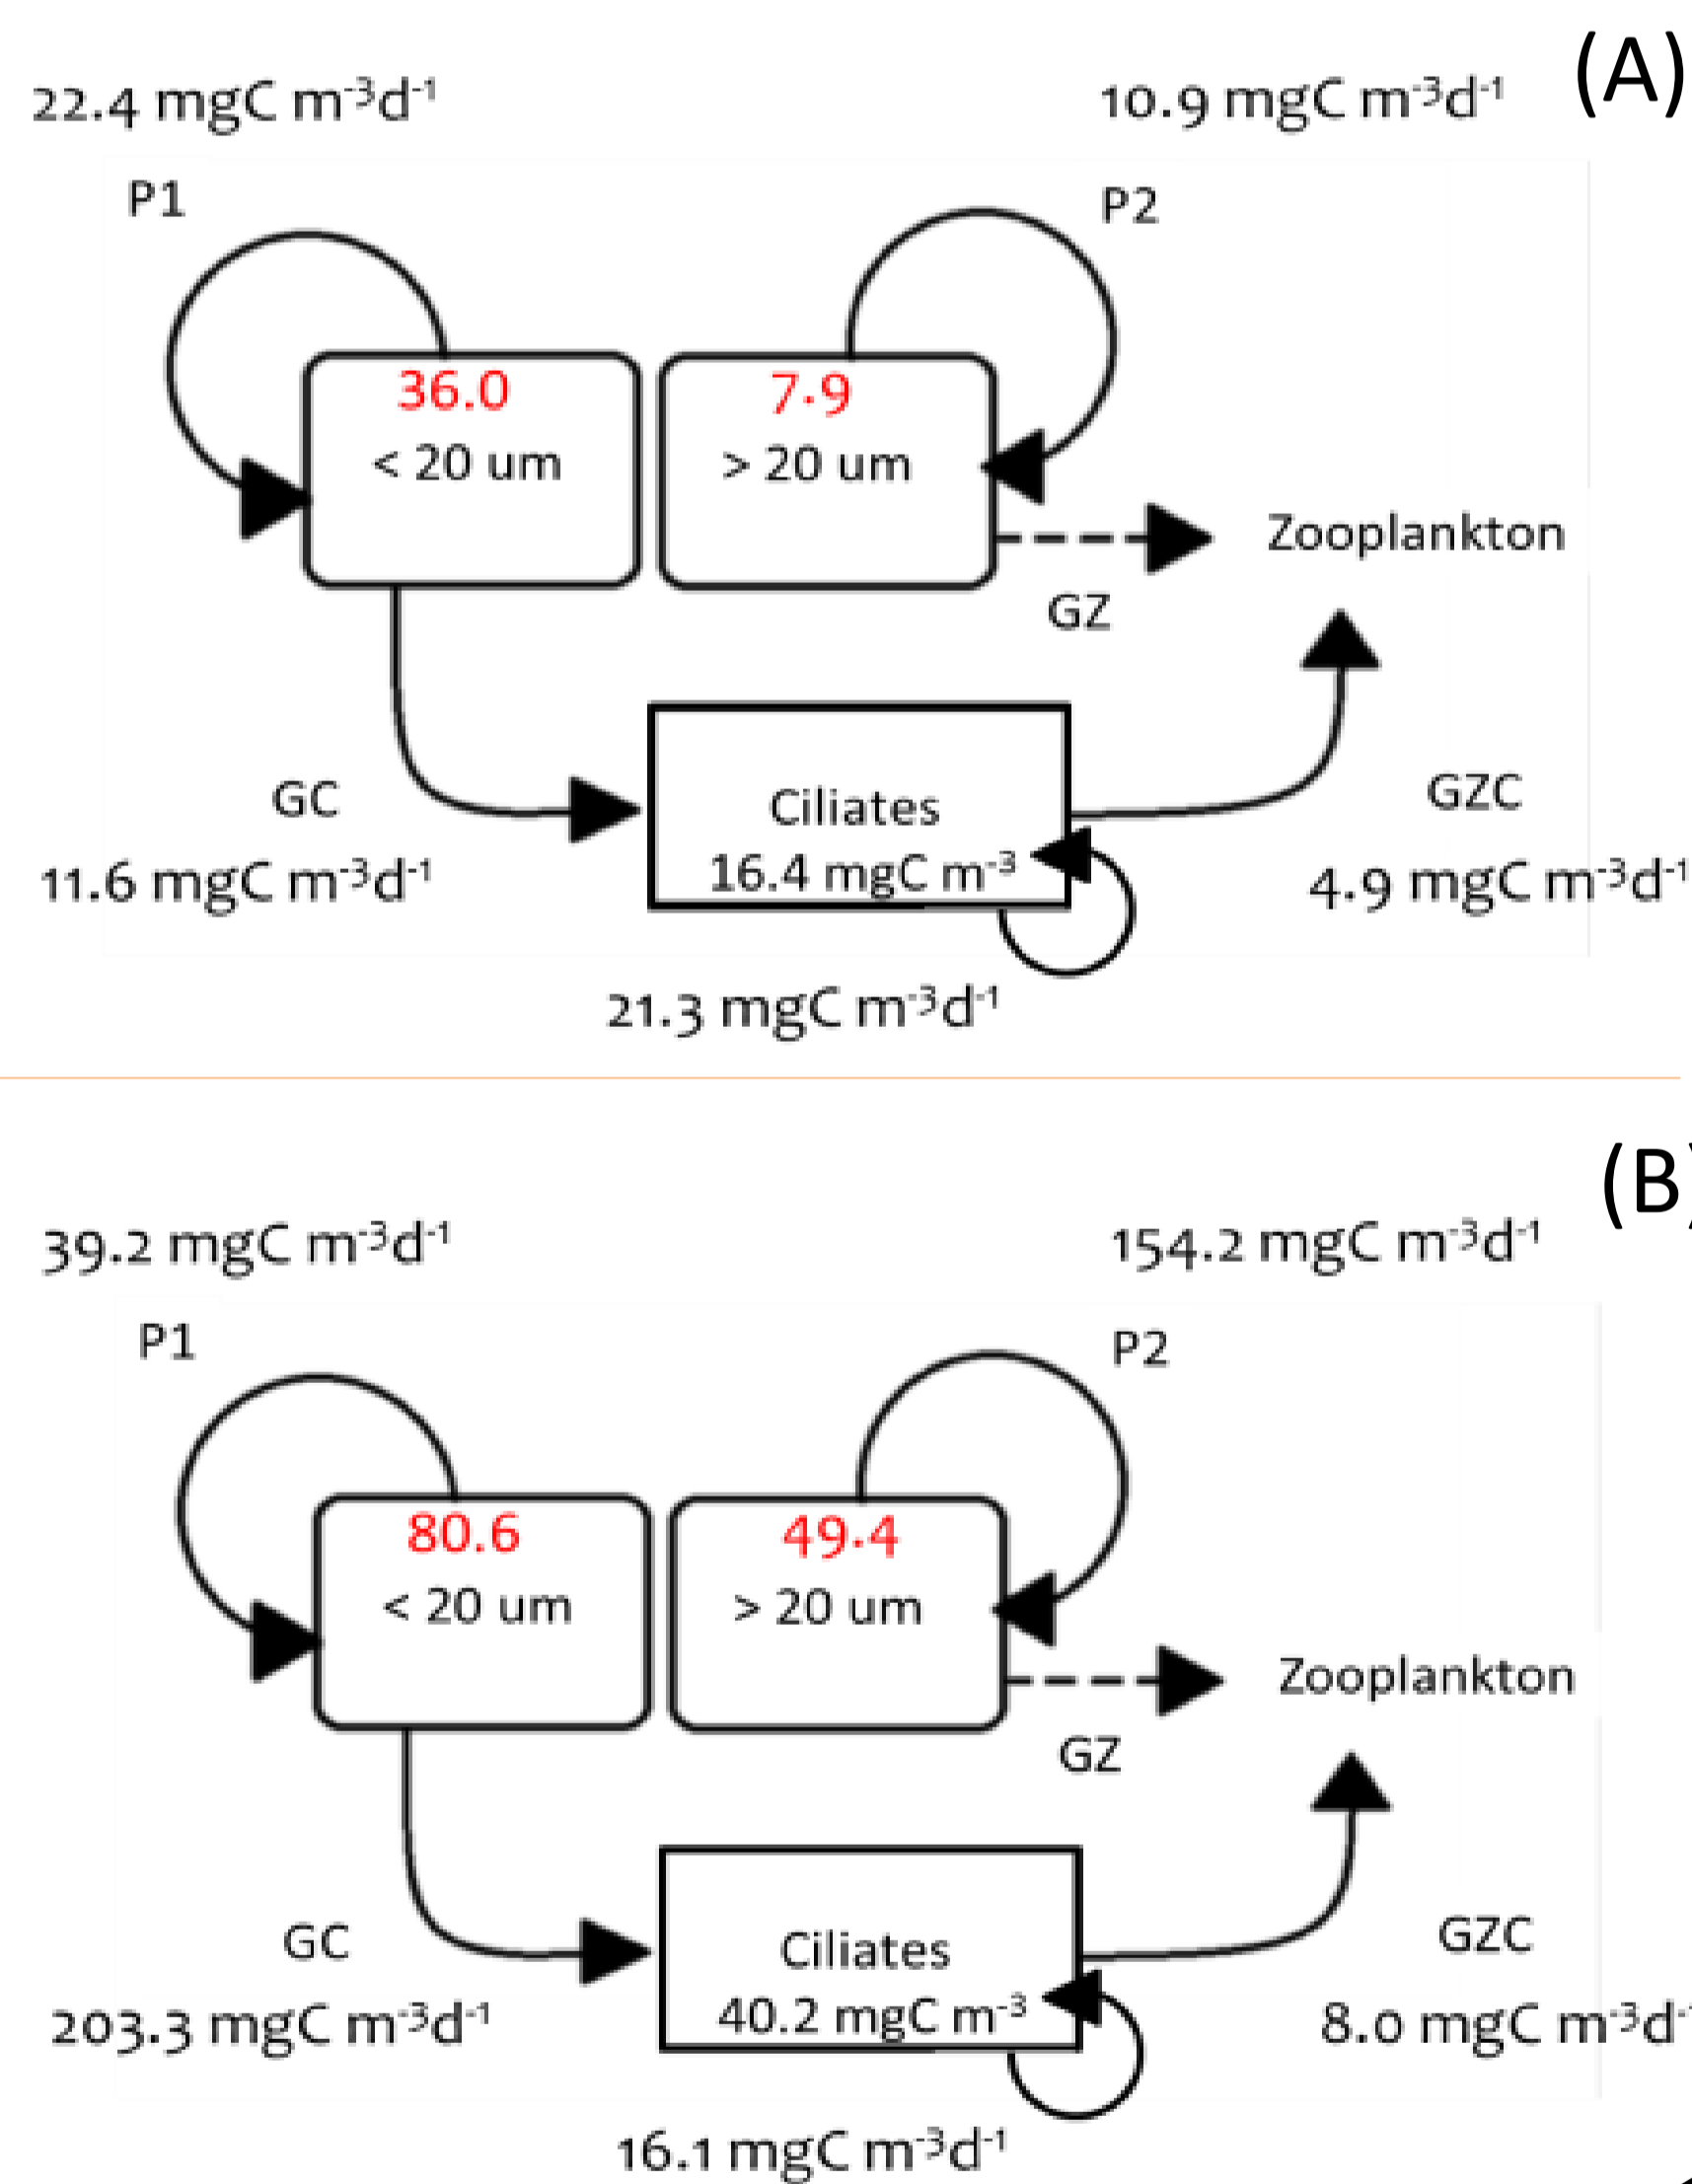 (A)
22.4 mgC m⁻³d⁻¹
10.9 mgC m⁻³d⁻¹
P1
P2
36.0
< 20 um
7.9
> 20 um
Zooplankton
GZ
GC
11.6 mgC m⁻³d⁻¹
Ciliates
16.4 mgC m⁻³
GZC
4.9 mgC m⁻³d⁻¹
21.3 mgC m⁻³d⁻¹
(B)
39.2 mgC m⁻³d⁻¹
154.2 mgC m⁻³d⁻¹
P1
P2
80.6
< 20 um
49.4
> 20 um
Zooplankton
GZ
GC
203.3 mgC m⁻³d⁻¹
Ciliates
40.2 mgC m⁻³
GZC
8.0 mgC m⁻³d⁻¹
16.1 mgC m⁻³d⁻¹